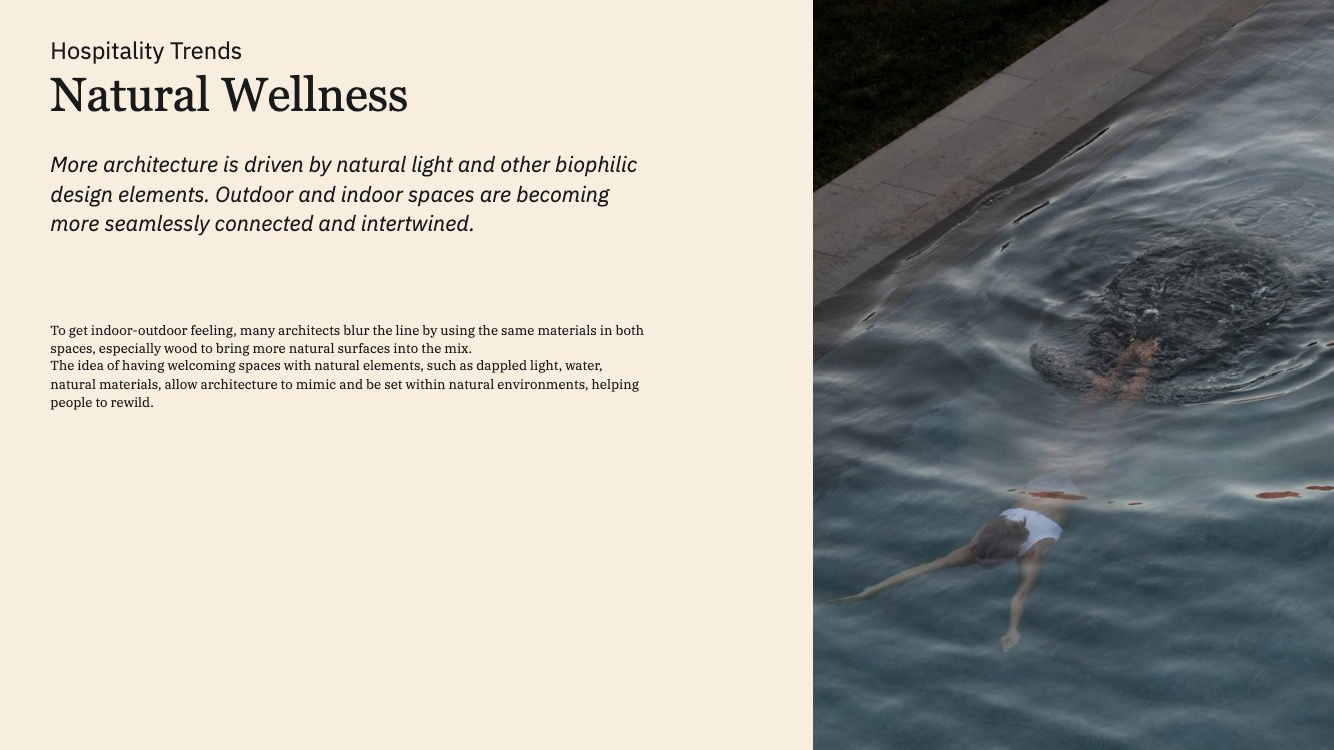 Hospitality Trends
Natural Wellness
More architecture is driven by natural light and other biophilic
design elements. Outdoor and indoor spaces are becoming
more seamlessly connected and intertwined.
To get indoor-outdoor feeling, many architects blur the line by using the same materials in both
spaces, especially wood to bring more natural surfaces into the mix.
The idea of having welcoming spaces with natural elements, such as dappled light, water,
natural materials, allow architecture to mimic and be set within natural environments, helping
people to rewild.